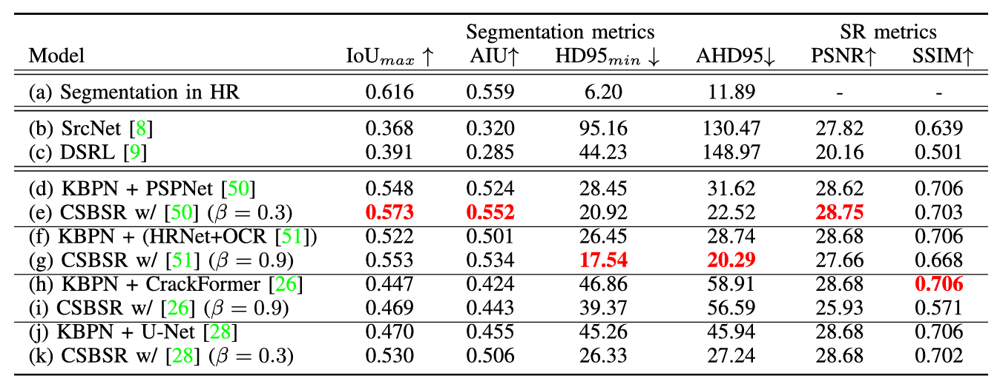 Segmentation metrics SR metrics
Model IoU_max ↑ AIU↑ HD95_min ↓ AHD95↓ PSNR↑ SSIM↑
(a) Segmentation in HR 0.616 0.559 6.20 11.89 - -
(b) SrcNet [8] 0.368 0.320 95.16 130.47 27.82 0.639
(c) DSRL [9] 0.391 0.285 44.23 148.97 20.16 0.501
(d) KBPN + PSPNet [50] 0.548 0.524 28.45 31.62 28.62 0.706
(e) CSBSR w/ [50] (β = 0.3) 0.573 0.552 20.92 22.52 28.75 0.703
(f) KBPN + (HRNet+OCR [51]) 0.522 0.501 26.45 28.74 28.68 0.706
(g) CSBSR w/ [51] (β = 0.9) 0.553 0.534 17.54 20.29 27.66 0.668
(h) KBPN + CrackFormer [26] 0.447 0.424 46.86 58.91 28.68 0.706
(i) CSBSR w/ [26] (β = 0.9) 0.469 0.443 39.37 56.59 25.93 0.571
(j) KBPN + U-Net [28] 0.470 0.455 45.26 45.94 28.68 0.706
(k) CSBSR w/ [28] (β = 0.3) 0.530 0.506 26.33 27.24 28.68 0.702